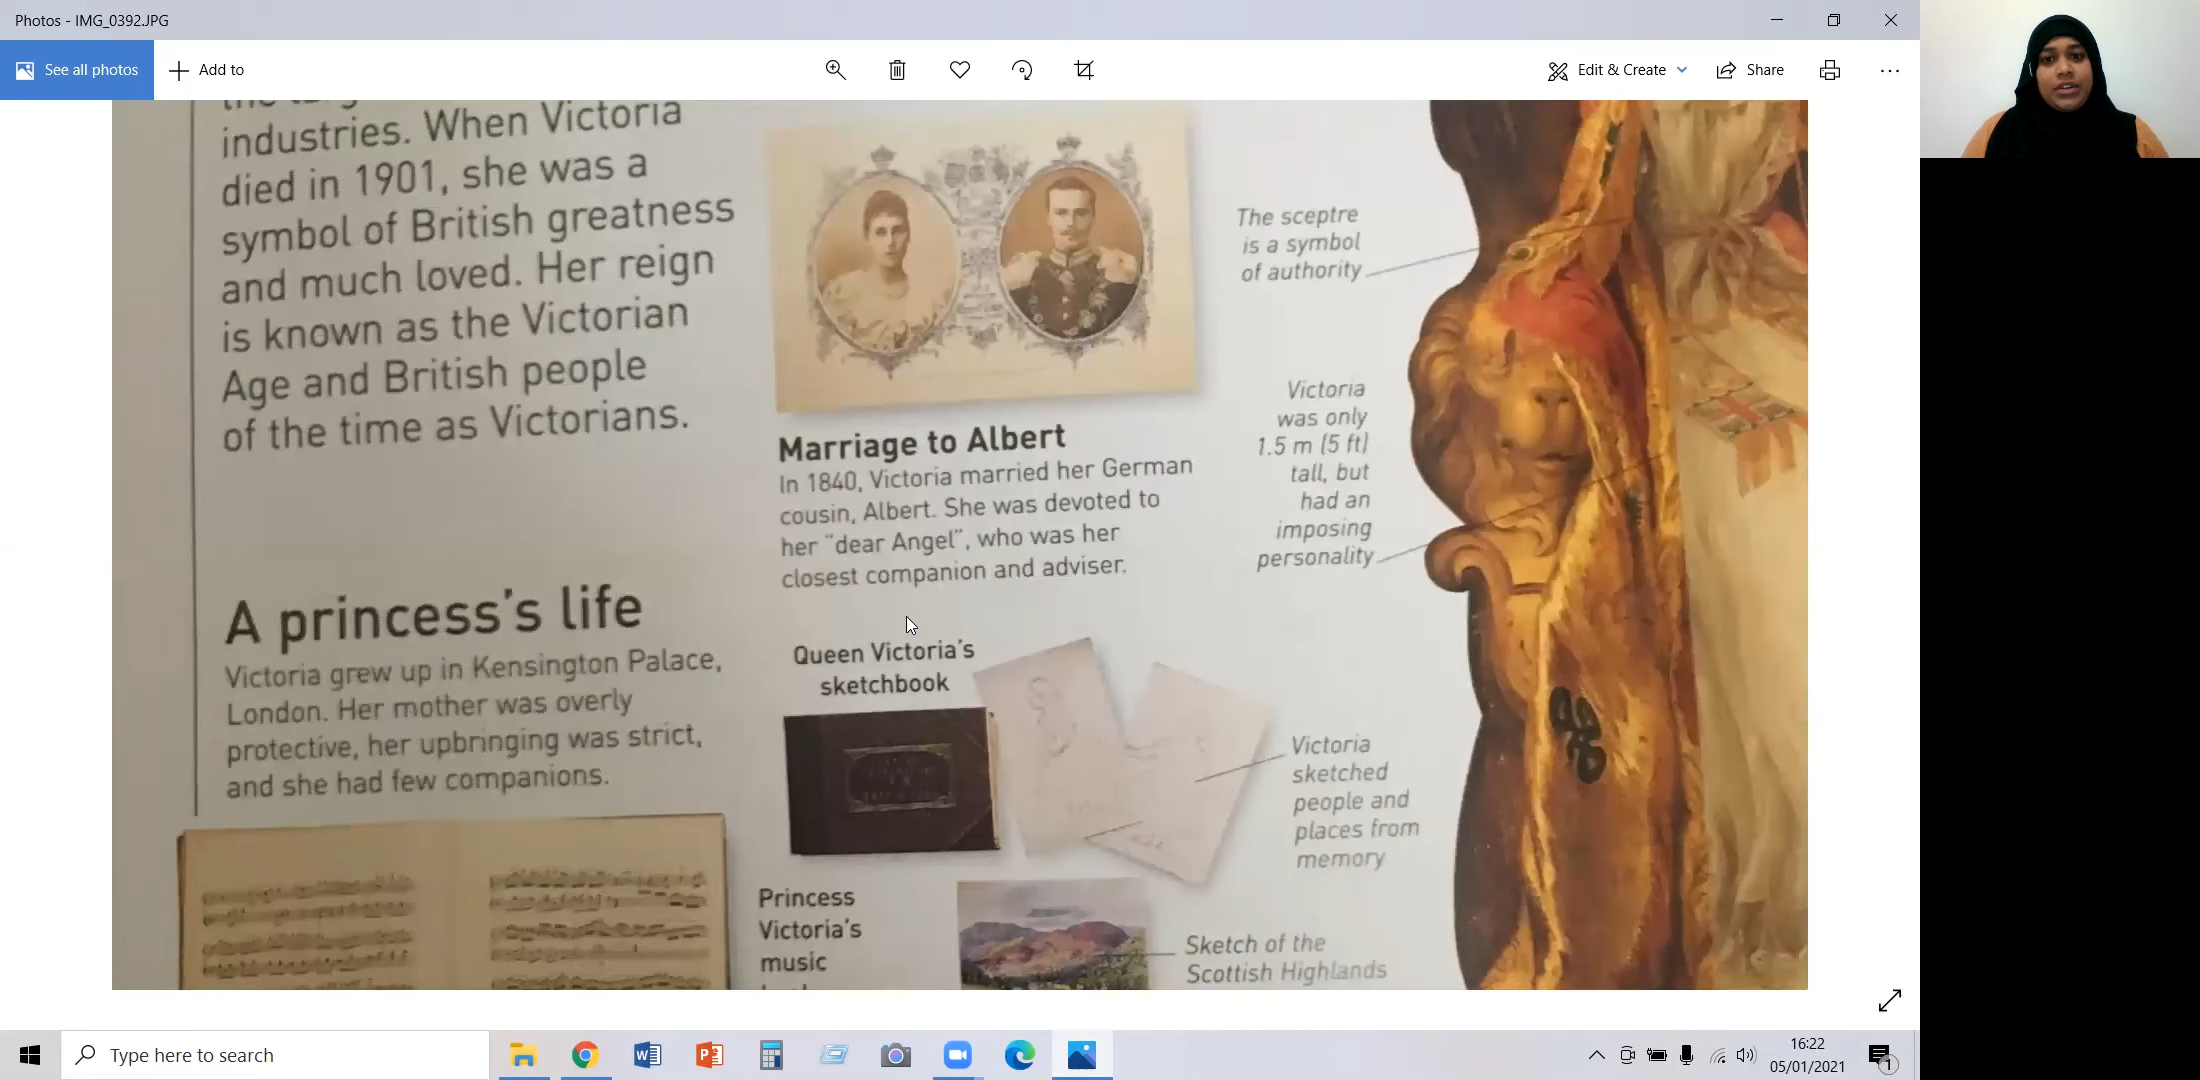 Photos - IMG_0392.JPG
See all photos
Add to
Edit & Create
Share
industries. When Victoria
died in 1901, she was a
symbol of British greatness
and much loved. Her reign
is known as the Victorian
Age and British people
of the time as Victorians.
A princess's life
Victoria grew up in Kensington Palace,
London. Her mother was overly
protective, her upbringing was strict,
and she had few companions.
Marriage to Albert
In 1840, Victoria married her German
cousin, Albert. She was devoted to
her "dear Angel", who was her
closest companion and adviser.
Queen Victoria's
sketchbook
Princess
Victoria's
music
The sceptre
is a symbol
of authority
Victoria
was only
1.5 m (5 ft)
tall, but
had an
imposing
personality
Victoria
sketched
people and
places from
memory
Sketch of the
Scottish Highlands
Type here to search
16:22
05/01/2021
1